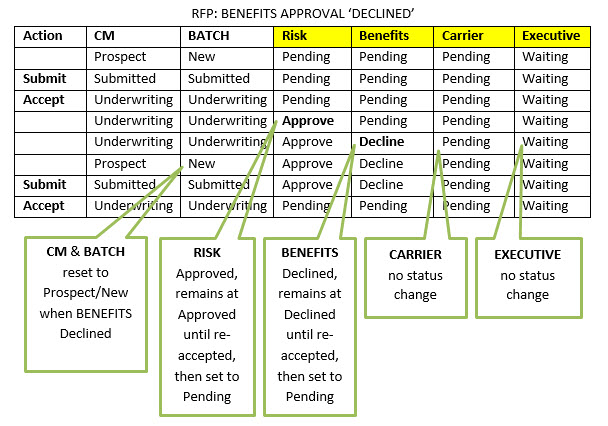 RFP: BENEFITS APPROVAL ‘DECLINED’
Action CM BATCH Risk Benefits Carrier Executive
Prospect New Pending Pending Pending Waiting
Submit Submitted Submitted Pending Pending Pending Waiting
Accept Underwriting Underwriting Pending Pending Pending Waiting
Underwriting Underwriting Approve Pending Pending Waiting
Underwriting Underwriting Approve Decline Pending Waiting
Prospect New Approve Decline Pending Waiting
Submit Submitted Submitted Approve Decline Pending Waiting
Accept Underwriting Underwriting Pending Pending Pending Waiting
CM & BATCH
reset to
Prospect/New
when BENEFITS
Declined
RISK
Approved,
remains at
Approved
until re-
accepted,
then set to
Pending
BENEFITS
Declined,
remains at
Declined
until re-
accepted,
then set to
Pending
CARRIER
no status
change
EXECUTIVE
no status
change